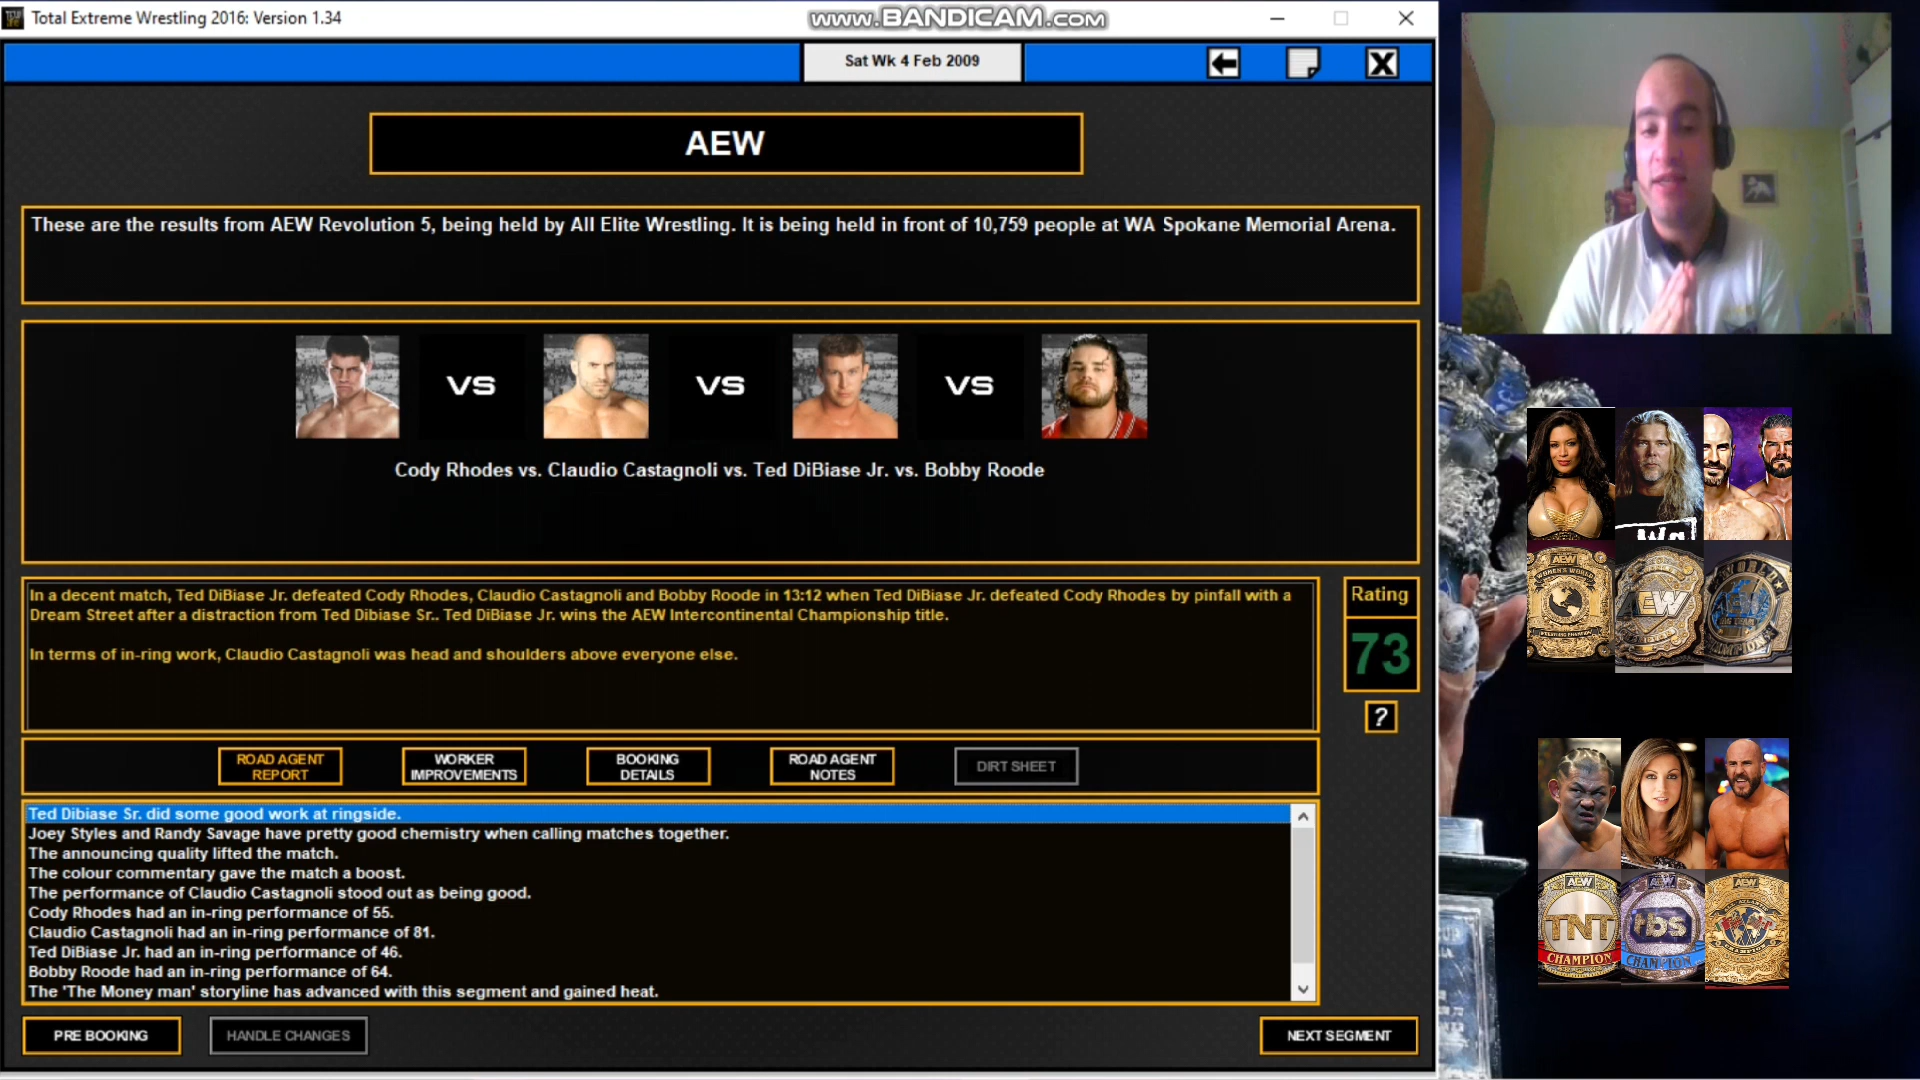 Total Extreme Wrestling 2016: Version 1.34
www.BANDICAM.com
Sat Wk 4 Feb 2009
AEW
These are the results from AEW Revolution 5, being held by All Elite Wrestling. It is being held in front of 10,759 people at WA Spokane Memorial Arena.
VS
VS
VS
Cody Rhodes vs. Claudio Castagnoli vs. Ted DiBiase Jr. vs. Bobby Roode
In a decent match, Ted DiBiase Jr. defeated Cody Rhodes, Claudio Castagnoli and Bobby Roode in 13:12 when Ted DiBiase Jr. defeated Cody Rhodes by pinfall with a
Dream Street after a distraction from Ted Dibiase Sr.. Ted DiBiase Jr. wins the AEW Intercontinental Championship title.
In terms of in-ring work, Claudio Castagnoli was head and shoulders above everyone else.
Rating
73
?
ROAD AGENT
REPORT
WORKER
IMPROVEMENTS
BOOKING
DETAILS
ROAD AGENT
NOTES
DIRT SHEET
Ted Dibiase Sr. did some good work at ringside.
Joey Styles and Randy Savage have pretty good chemistry when calling matches together.
The announcing quality lifted the match.
The colour commentary gave the match a boost.
The performance of Claudio Castagnoli stood out as being good.
Cody Rhodes had an in-ring performance of 55.
Claudio Castagnoli had an in-ring performance of 81.
Ted DiBiase Jr. had an in-ring performance of 46.
Bobby Roode had an in-ring performance of 64.
The 'The Money man' storyline has advanced with this segment and gained heat.
PRE BOOKING
HANDLE CHANGES
NEXT SEGMENT
AEW
WOMEN'S WORLD
AEW
WORLD
AEW
TNT
CHAMPION
AEW
tbs
CHAMPION
AEW